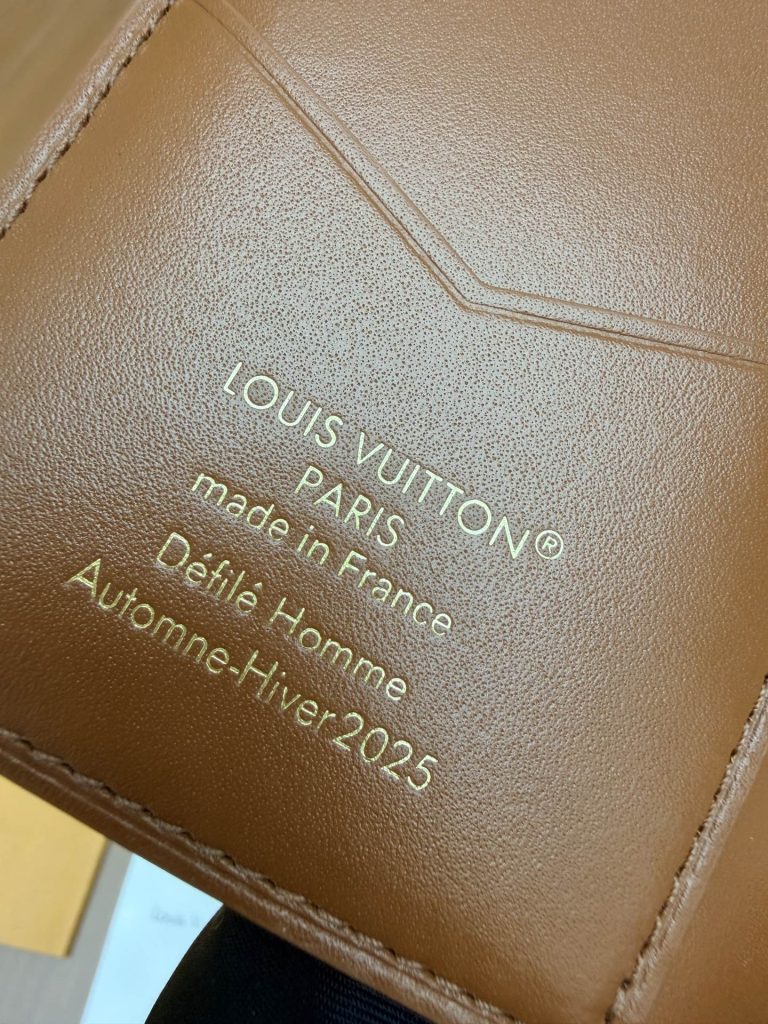 LOUIS VUITTON®
PARIS
made in France
Défilé Homme
Automne-Hiver 2025